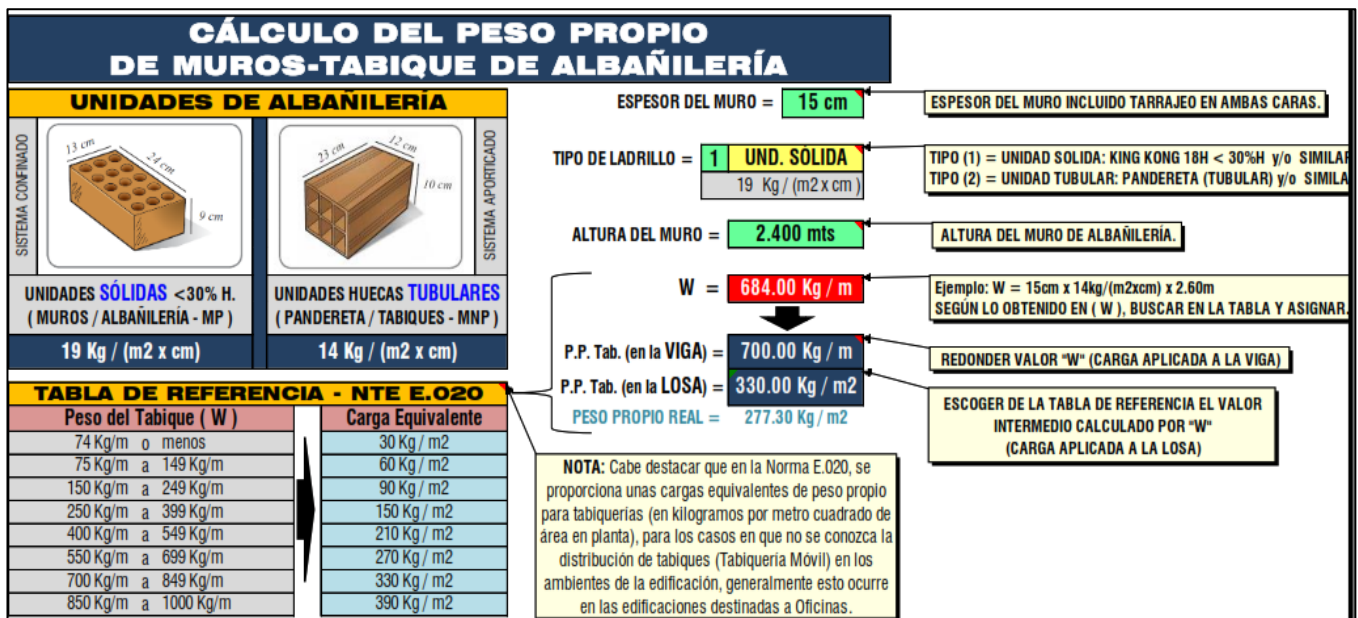 CÁLCULO DEL PESO PROPIO
DE MUROS-TABIQUE DE ALBAÑILERÍA
UNIDADES DE ALBAÑILERÍA
SISTEMA CONFINADO
13 cm
24 cm
9 cm
23 cm
12 cm
10 cm
SISTEMA APORTICADO
UNIDADES SÓLIDAS <30% H.
( MUROS / ALBAÑILERÍA - MP )
UNIDADES HUECAS TUBULARES
( PANDERETA / TABIQUES - MNP )
19 Kg / (m2 x cm)
14 Kg / (m2 x cm)
TABLA DE REFERENCIA - NTE E.020
Peso del Tabique ( W )
Carga Equivalente
74 Kg/m o menos
30 Kg / m2
75 Kg/m a 149 Kg/m
60 Kg / m2
150 Kg/m a 249 Kg/m
90 Kg / m2
250 Kg/m a 399 Kg/m
150 Kg / m2
400 Kg/m a 549 Kg/m
210 Kg / m2
550 Kg/m a 699 Kg/m
270 Kg / m2
700 Kg/m a 849 Kg/m
330 Kg / m2
850 Kg/m a 1000 Kg/m
390 Kg / m2
ESPESOR DEL MURO = 15 cm
ESPESOR DEL MURO INCLUIDO TARRAJEO EN AMBAS CARAS.
TIPO DE LADRILLO = 1 UND. SÓLIDA
19 Kg / (m2 x cm )
TIPO (1) = UNIDAD SOLIDA: KING KONG 18H < 30%H y/o SIMILAR
TIPO (2) = UNIDAD TUBULAR: PANDERETA (TUBULAR) y/o SIMILA
ALTURA DEL MURO = 2.400 mts
ALTURA DEL MURO DE ALBAÑILERÍA.
W = 684.00 Kg / m
Ejemplo: W = 15cm x 14kg/(m2xcm) x 2.60m
SEGÚN LO OBTENIDO EN ( W ), BUSCAR EN LA TABLA Y ASIGNAR.
P.P. Tab. (en la VIGA) = 700.00 Kg / m
REDONDER VALOR "W" (CARGA APLICADA A LA VIGA)
P.P. Tab. (en la LOSA) = 330.00 Kg / m2
PESO PROPIO REAL = 277.30 Kg / m2
ESCOGER DE LA TABLA DE REFERENCIA EL VALOR
INTERMEDIO CALCULADO POR "W"
(CARGA APLICADA A LA LOSA)
NOTA: Cabe destacar que en la Norma E.020, se
proporciona unas cargas equivalentes de peso propio
para tabiquerías (en kilogramos por metro cuadrado de
área en planta), para los casos en que no se conozca la
distribución de tabiques (Tabiquería Móvil) en los
ambientes de la edificación, generalmente esto ocurre
en las edificaciones destinadas a Oficinas.